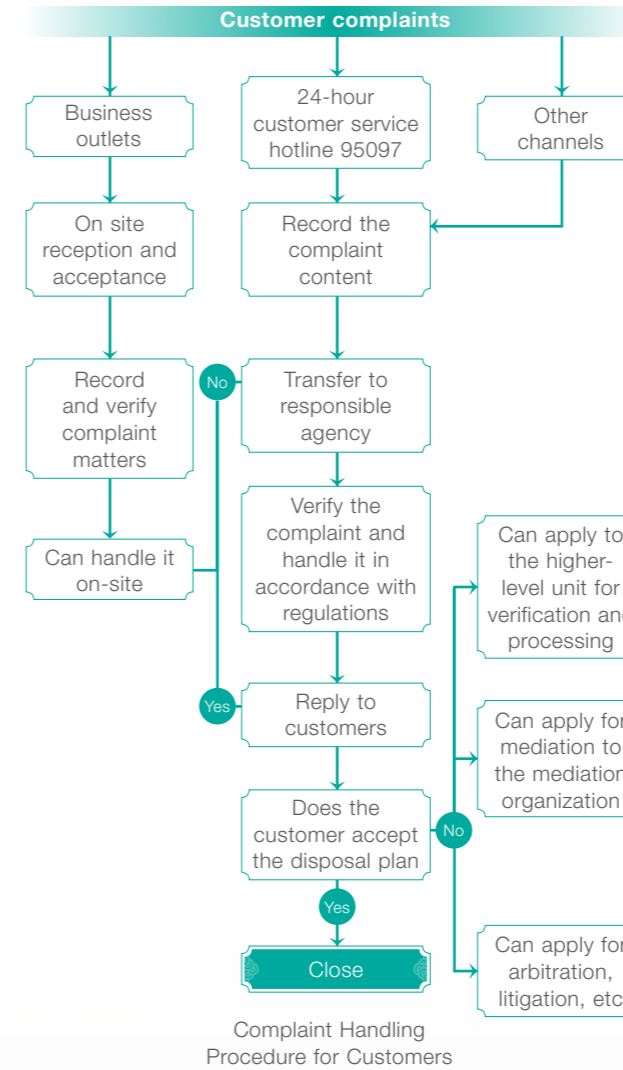 Customer complaints
Business
outlets
24-hour
customer service
hotline 95097
Other
channels
On site
reception and
acceptance
Record the
complaint
content
Record
and verify
complaint
matters
No
Transfer to
responsible
agency
Can handle it
on-site
Verify the
complaint and
handle it in
accordance with
regulations
Can apply to
the higher-
level unit for
verification and
processing
Yes
Reply to
customers
Can apply for
mediation to
the mediation
organization
Does the
customer accept
the disposal plan
No
Yes
Close
Can apply for
arbitration,
litigation, etc
Complaint Handling
Procedure for Customers